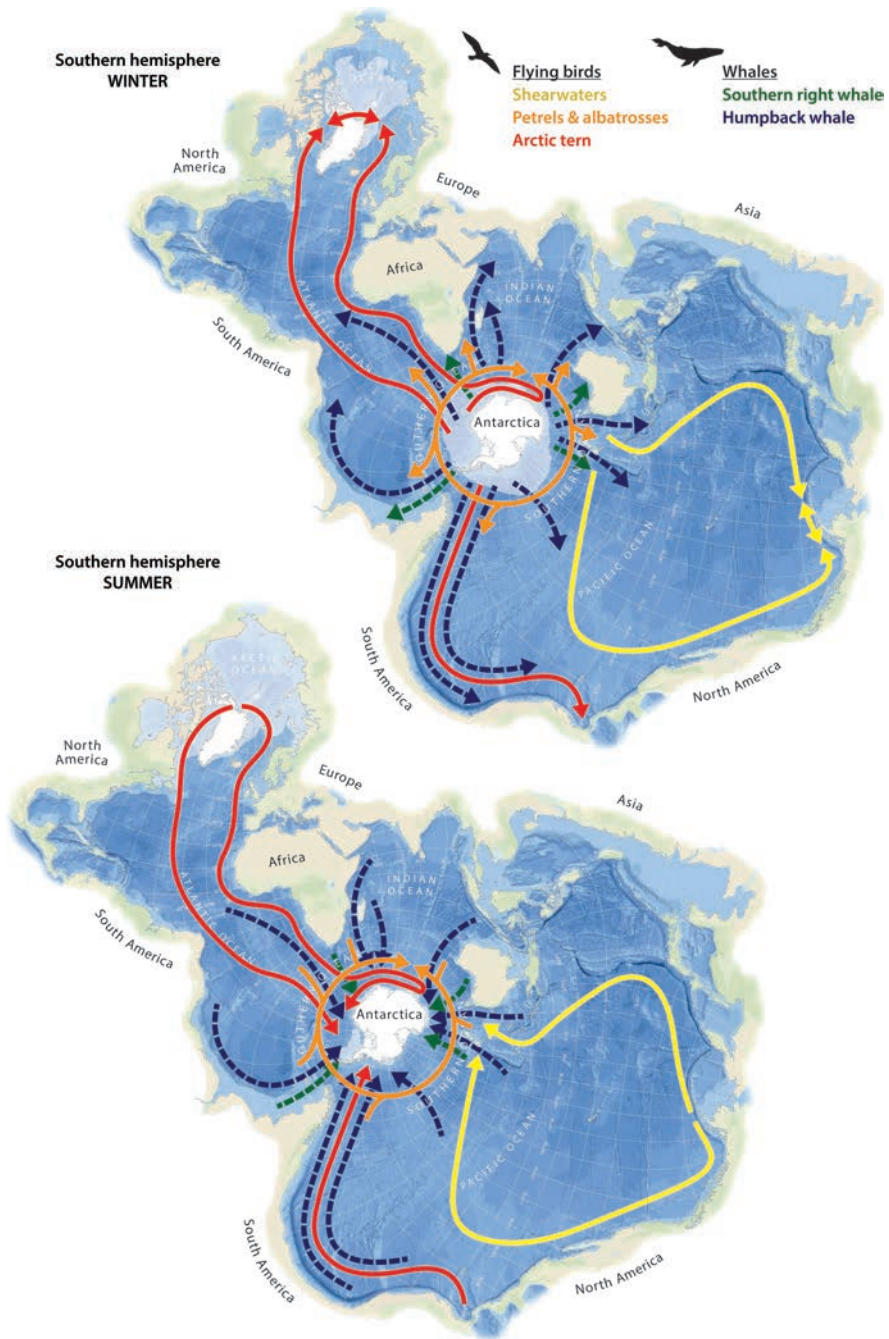 Southern hemisphere
WINTER
Flying birds
Shearwaters
Petrels & albatrosses
Arctic tern
Whales
Southern right whale
Humpback whale
North
America
Europe
Asia
Africa
INDIAN
OCEAN
ATLANTIC OCEAN
South America
Antarctica
SOUTHERN
PACIFIC OCEAN
South America
North America
Southern hemisphere
SUMMER
ARCTIC
OCEAN
North
America
Europe
Asia
Africa
INDIAN
OCEAN
ATLANTIC OCEAN
South America
Antarctica
SOUTHERN
PACIFIC OCEAN
South America
North America